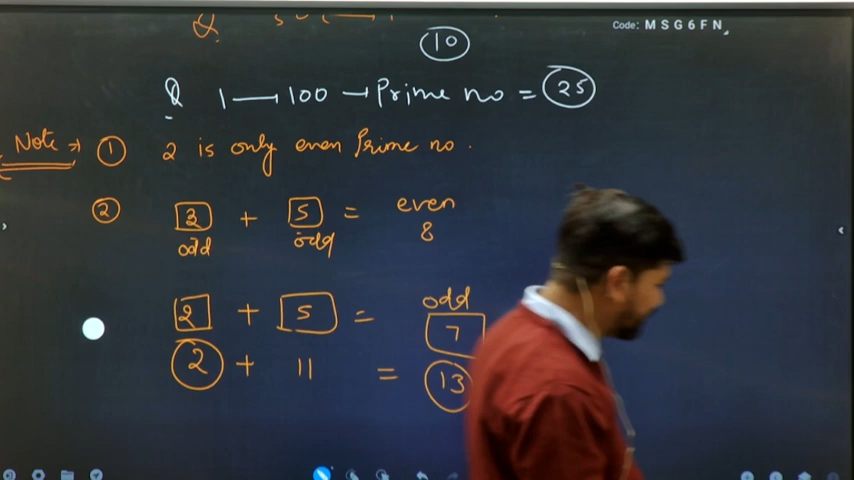 Code: M S G 6 F N
Q.
10
Q 1 — 100 → Prime no = 25
Note → ① 2 is only even Prime no.
② 3 + 5 = even
odd odd 8
odd
2 + 5 = 7
2 + 11 = 13